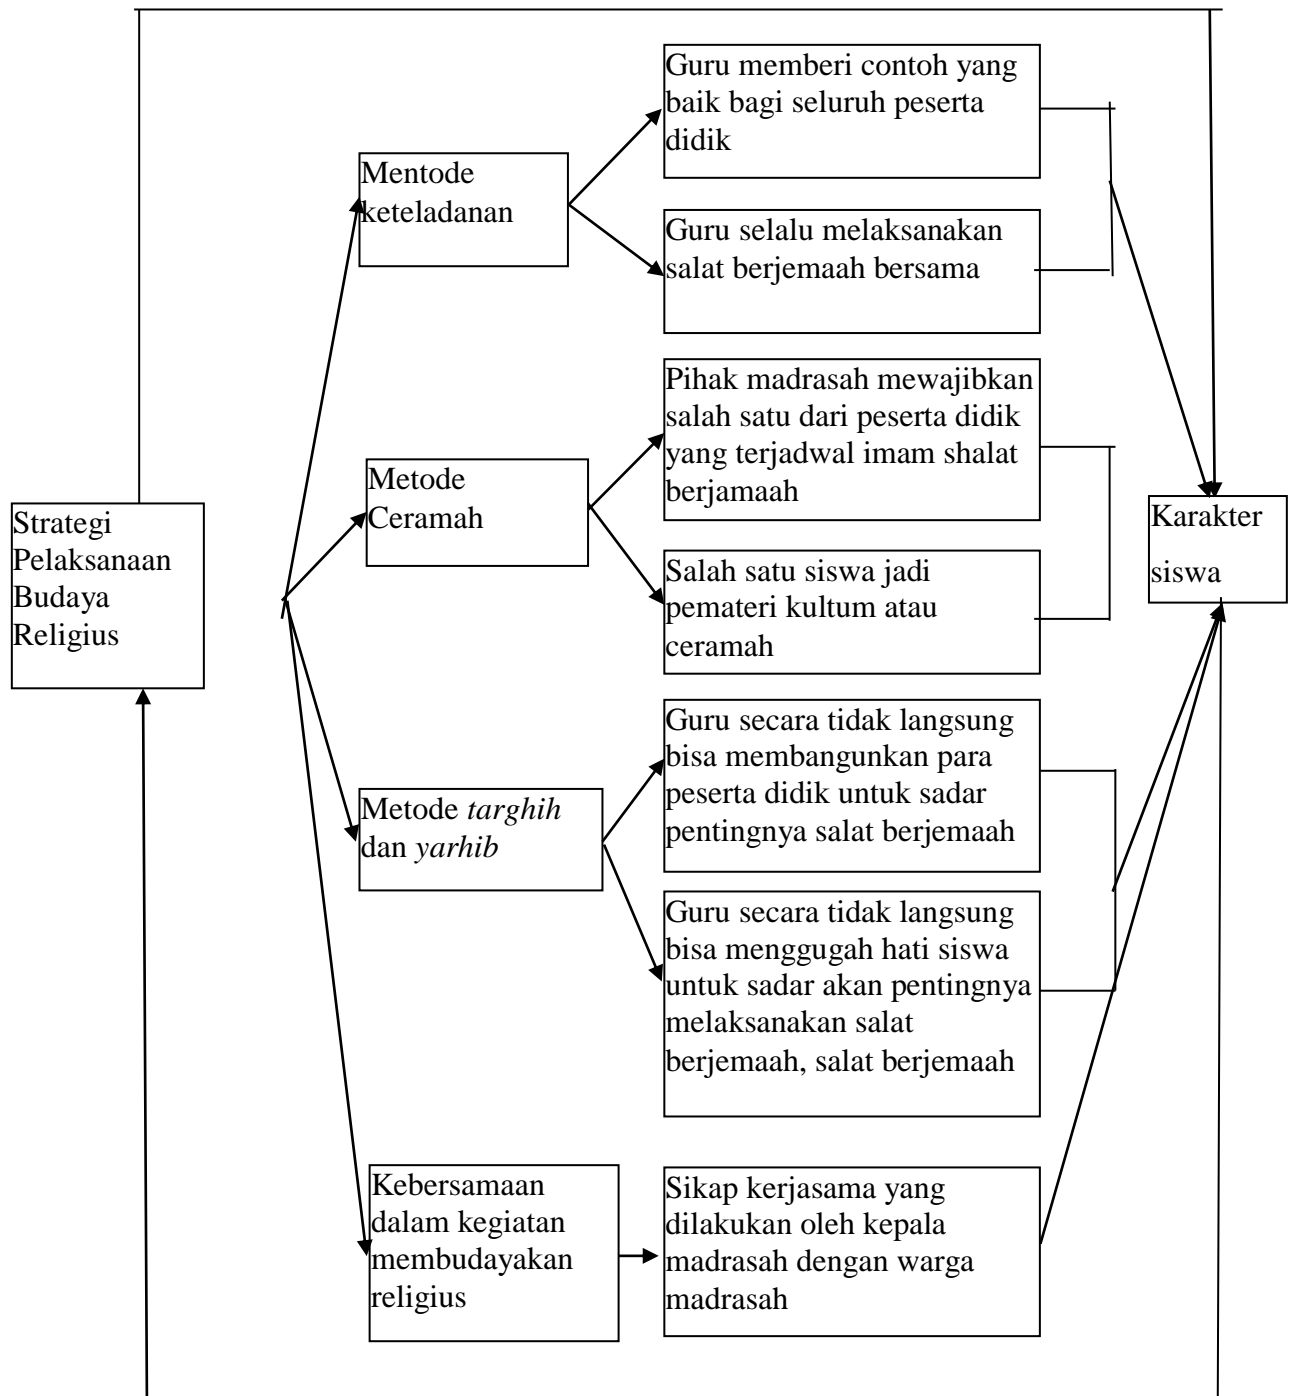 Guru memberi contoh yang
baik bagi seluruh peserta
didik
Mentode
keteladanan
Guru selalu melaksanakan
salat berjemaah bersama
Pihak madrasah mewajibkan
salah satu dari peserta didik
yang terjadwal imam shalat
berjamaah
Metode
Ceramah
Strategi
Pelaksanaan
Budaya
Religius
Karakter
siswa
Salah satu siswa jadi
pemateri kultum atau
ceramah
Guru secara tidak langsung
bisa membangunkan para
peserta didik untuk sadar
pentingnya salat berjemaah
Metode targhih
dan yarhib
Guru secara tidak langsung
bisa menggugah hati siswa
untuk sadar akan pentingnya
melaksanakan salat
berjemaah, salat berjemaah
Kebersamaan
dalam kegiatan
membudayakan
religius
Sikap kerjasama yang
dilakukan oleh kepala
madrasah dengan warga
madrasah